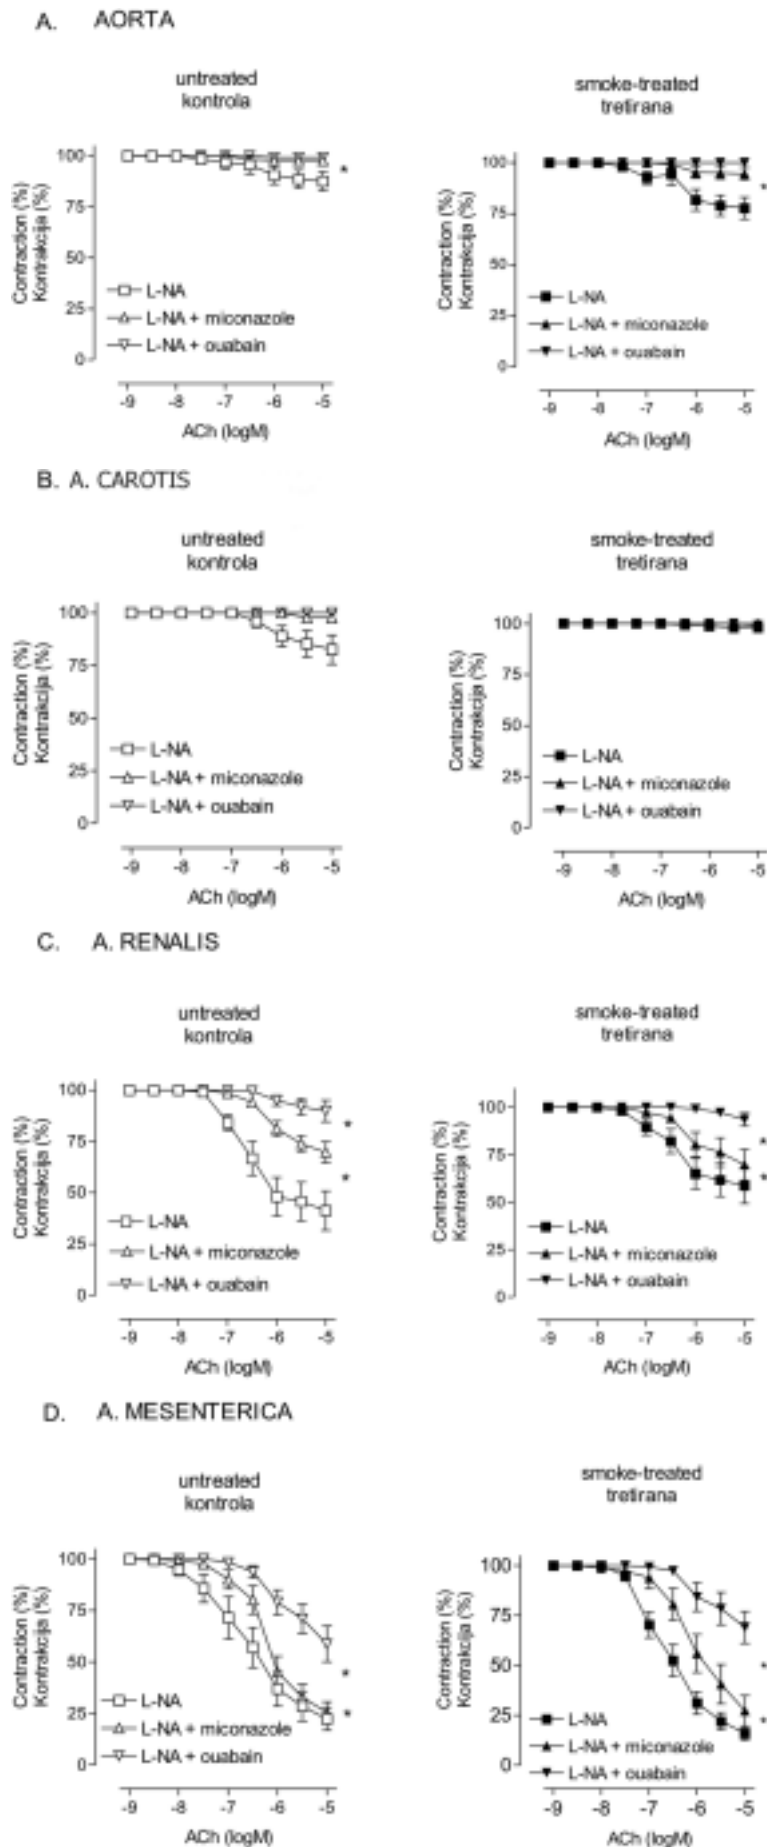 A. AORTA
untreated
kontrola
Contraction (%)
Kontrakcija (%)
100
75
50
25
0
L-NA
L-NA + miconazole
L-NA + ouabain
*
-9 -8 -7 -6 -5
ACh (logM)
smoke-treated
tretirana
Contraction (%)
Kontrakcija (%)
100
75
50
25
0
L-NA
L-NA + miconazole
L-NA + ouabain
*
-9 -8 -7 -6 -5
ACh (logM)
B. A. CAROTIS
untreated
kontrola
Contraction (%)
Kontrakcija (%)
100
75
50
25
0
L-NA
L-NA + miconazole
L-NA + ouabain
-9 -8 -7 -6 -5
ACh (logM)
smoke-treated
tretirana
Contraction (%)
Kontrakcija (%)
100
75
50
25
0
L-NA
L-NA + miconazole
L-NA + ouabain
-9 -8 -7 -6 -5
ACh (logM)
C. A. RENALIS
untreated
kontrola
Contraction (%)
Kontrakcija (%)
100
75
50
25
0
L-NA
L-NA + miconazole
L-NA + ouabain
*
*
-9 -8 -7 -6 -5
ACh (logM)
smoke-treated
tretirana
Contraction (%)
Kontrakcija (%)
100
75
50
25
0
L-NA
L-NA + miconazole
L-NA + ouabain
*
*
-9 -8 -7 -6 -5
ACh (logM)
D. A. MESENTERICA
untreated
kontrola
Contraction (%)
Kontrakcija (%)
100
75
50
25
0
L-NA
L-NA + miconazole
L-NA + ouabain
*
*
-9 -8 -7 -6 -5
ACh (logM)
smoke-treated
tretirana
Contraction (%)
Kontrakcija (%)
100
75
50
25
0
L-NA
L-NA + miconazole
L-NA + ouabain
*
*
-9 -8 -7 -6 -5
ACh (logM)